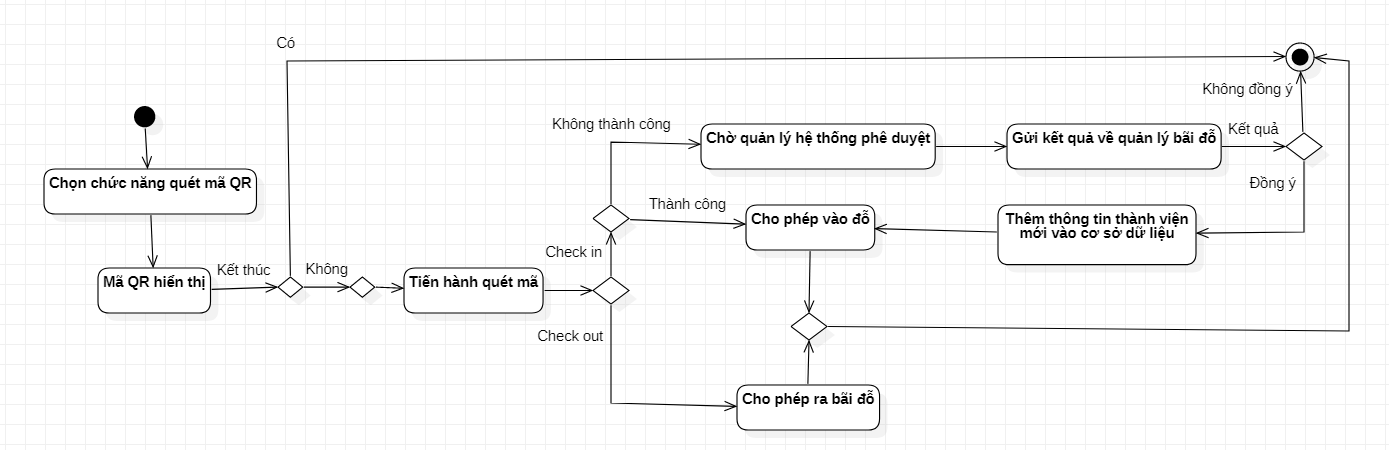 Có
Không đồng ý
Không thành công
Chờ quản lý hệ thống phê duyệt
Gửi kết quả về quản lý bãi đỗ
Kết quả
Chọn chức năng quét mã QR
Đồng ý
Thành công
Cho phép vào đỗ
Thêm thông tin thành viên
mới vào cơ sở dữ liệu
Check in
Kết thúc
Không
Mã QR hiển thị
Tiến hành quét mã
Check out
Cho phép ra bãi đỗ